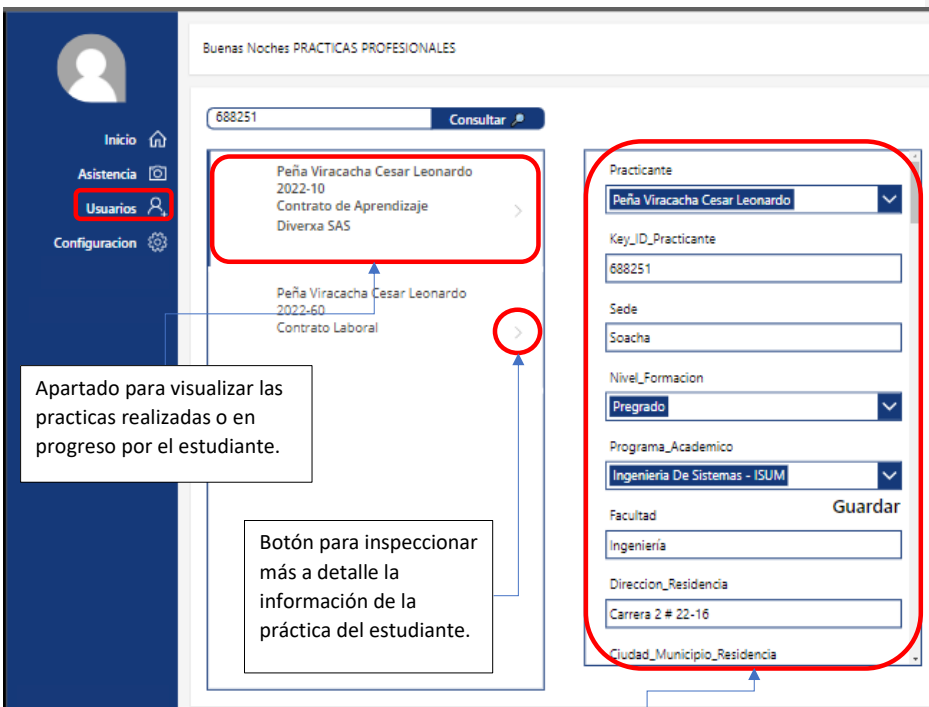 Buenas Noches PRACTICAS PROFESIONALES
Inicio
Asistencia
Usuarios
Configuracion
688251
Consultar
Peña Viracacha Cesar Leonardo
2022-10
Contrato de Aprendizaje
Diverxa SAS
Peña Viracacha Cesar Leonardo
2022-60
Contrato Laboral
Apartado para visualizar las
practicas realizadas o en
progreso por el estudiante.
Botón para inspeccionar
más a detalle la
información de la
práctica del estudiante.
Practicante
Peña Viracacha Cesar Leonardo
Key_ID_Practicante
688251
Sede
Soacha
Nivel_Formacion
Pregrado
Programa_Academico
Ingenieria De Sistemas - ISUM
Guardar
Facultad
Ingeniería
Direccion_Residencia
Carrera 2 # 22-16
Ciudad_Municipio_Residencia